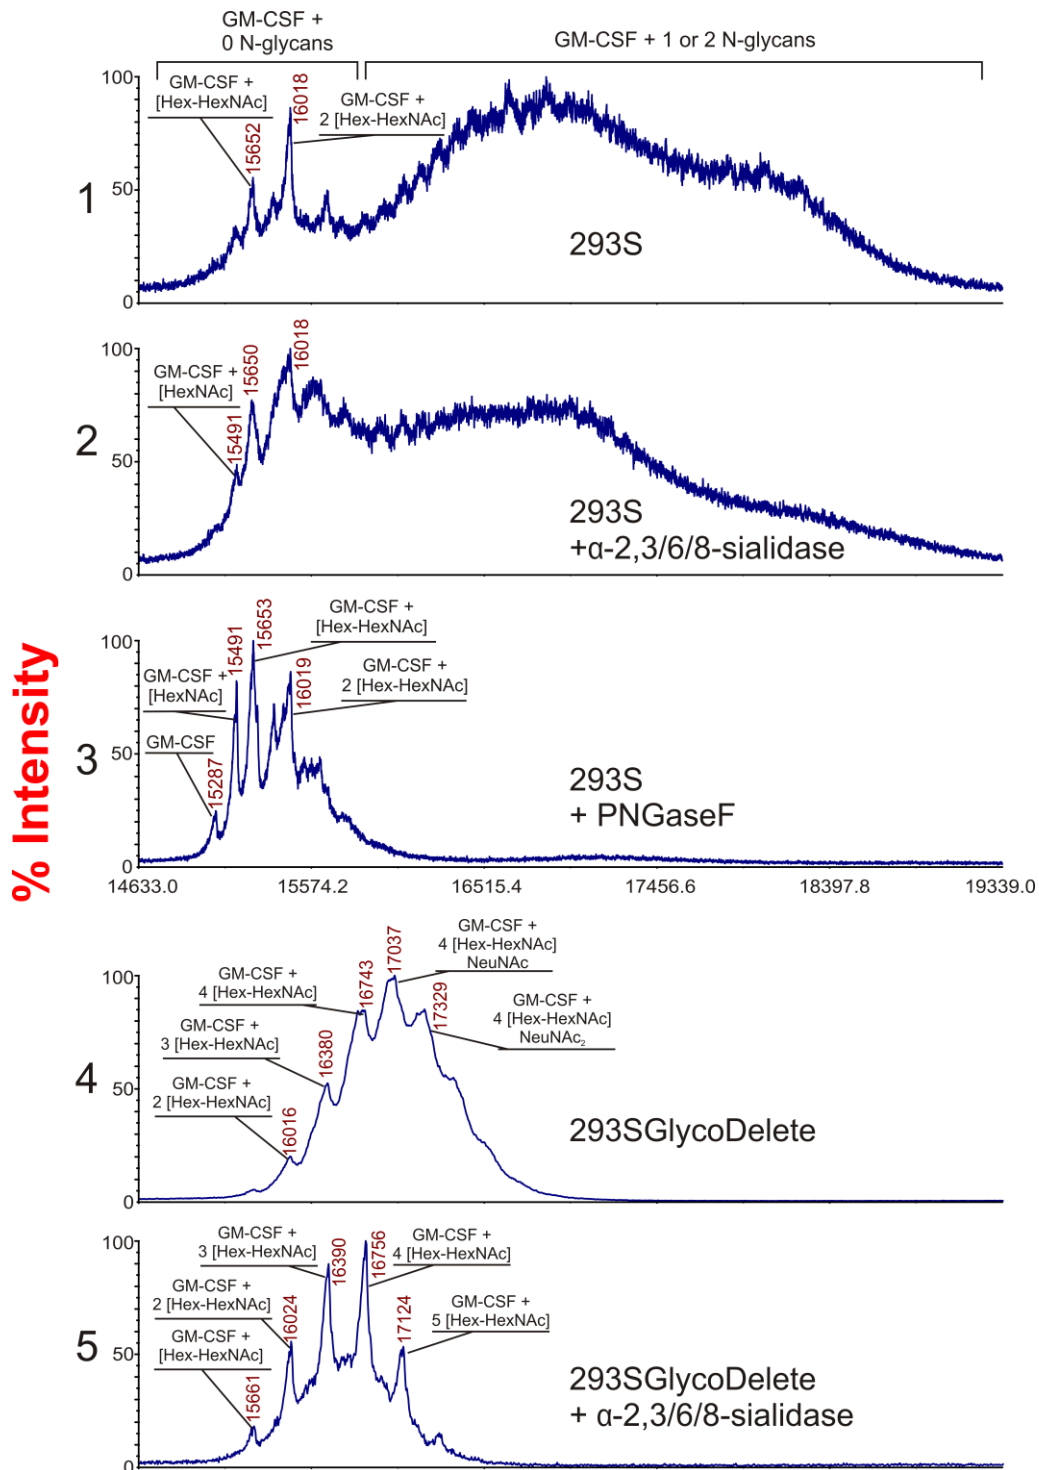 GM-CSF +
0 N-glycans
GM-CSF + 1 or 2 N-glycans
100
50
0
1
GM-CSF +
[Hex-HexNAc]
15652
16018
GM-CSF +
2 [Hex-HexNAc]
293S
100
50
0
2
GM-CSF +
[HexNAc]
15491
15650
16018
293S
+α-2,3/6/8-sialidase
% Intensity
100
50
0
3
GM-CSF
15287
GM-CSF +
[HexNAc]
15491
15653
GM-CSF +
[Hex-HexNAc]
16019
GM-CSF +
2 [Hex-HexNAc]
293S
+ PNGaseF
14633.0
15574.2
16515.4
17456.6
18397.8
19339.0
100
50
0
4
GM-CSF +
2 [Hex-HexNAc]
16016
GM-CSF +
3 [Hex-HexNAc]
16380
GM-CSF +
4 [Hex-HexNAc]
16743
17037
GM-CSF +
4 [Hex-HexNAc]
NeuNAc
17329
GM-CSF +
4 [Hex-HexNAc]
NeuNAc₂
293SGlycoDelete
100
50
0
5
GM-CSF +
[Hex-HexNAc]
15661
GM-CSF +
2 [Hex-HexNAc]
16024
GM-CSF +
3 [Hex-HexNAc]
16390
16756
GM-CSF +
4 [Hex-HexNAc]
17124
GM-CSF +
5 [Hex-HexNAc]
293SGlycoDelete
+ α-2,3/6/8-sialidase